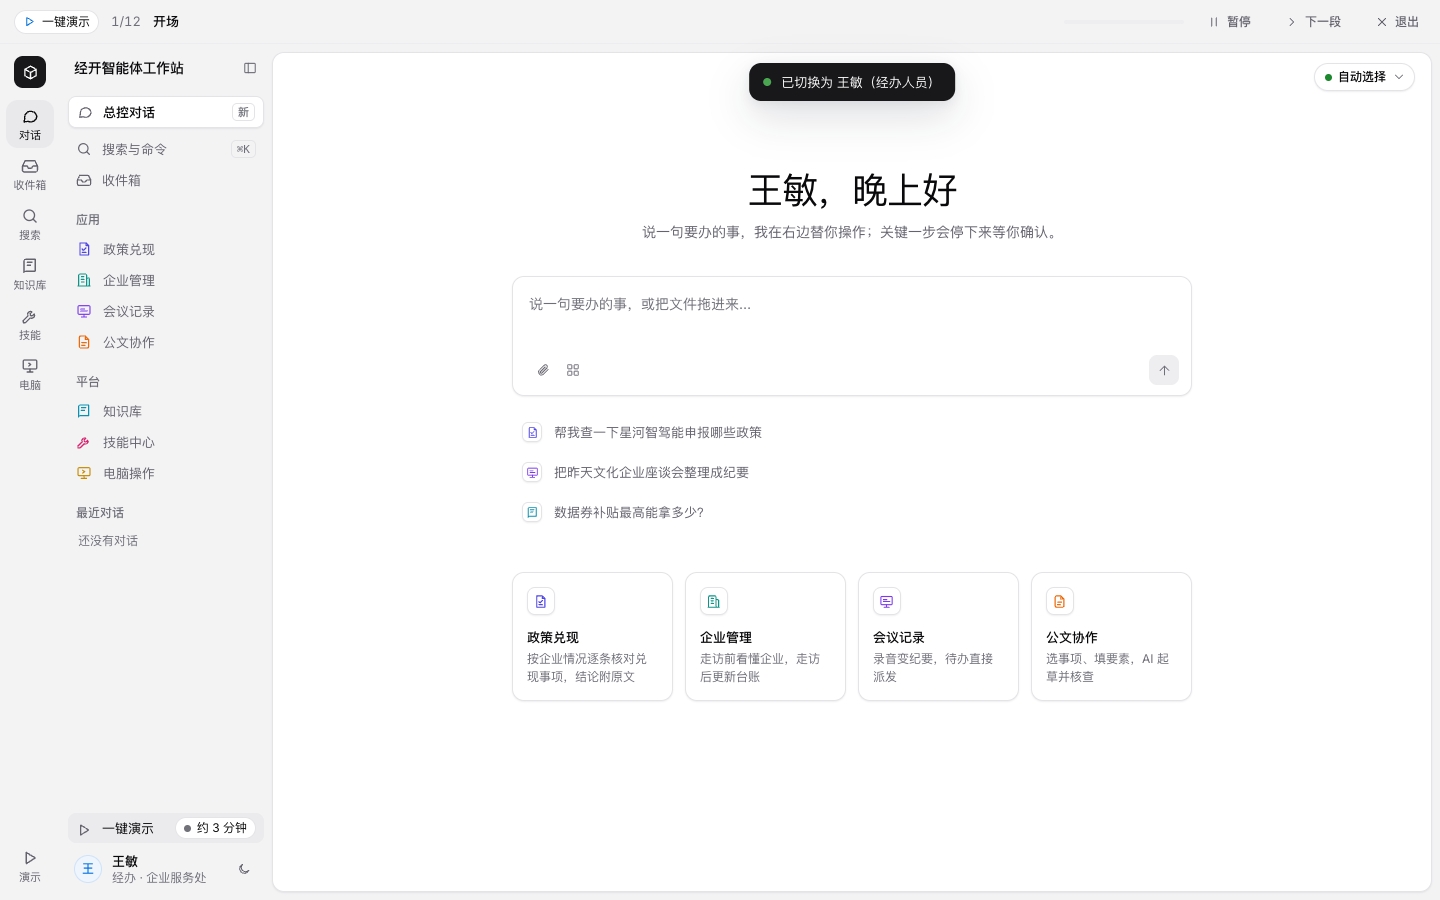 一键演示
1/12
开场
暂停
下一段
退出
经开智能体工作站
对话
收件箱
搜索
知识库
技能
电脑
演示
总控对话
新
搜索与命令
⌘K
收件箱
应用
政策兑现
企业管理
会议记录
公文协作
平台
知识库
技能中心
电脑操作
最近对话
还没有对话
一键演示
约 3 分钟
王
王敏
经办 · 企业服务处
已切换为 王敏（经办人员）
自动选择
王敏，晚上好
说一句要办的事，我在右边替你操作；关键一步会停下来等你确认。
说一句要办的事，或把文件拖进来...
帮我查一下星河智驾能申报哪些政策
把昨天文化企业座谈会整理成纪要
数据券补贴最高能拿多少？
政策兑现
按企业情况逐条核对兑
现事项，结论附原文
企业管理
走访前看懂企业，走访
后更新台账
会议记录
录音变纪要，待办直接
派发
公文协作
选事项、填要素，AI 起
草并核查